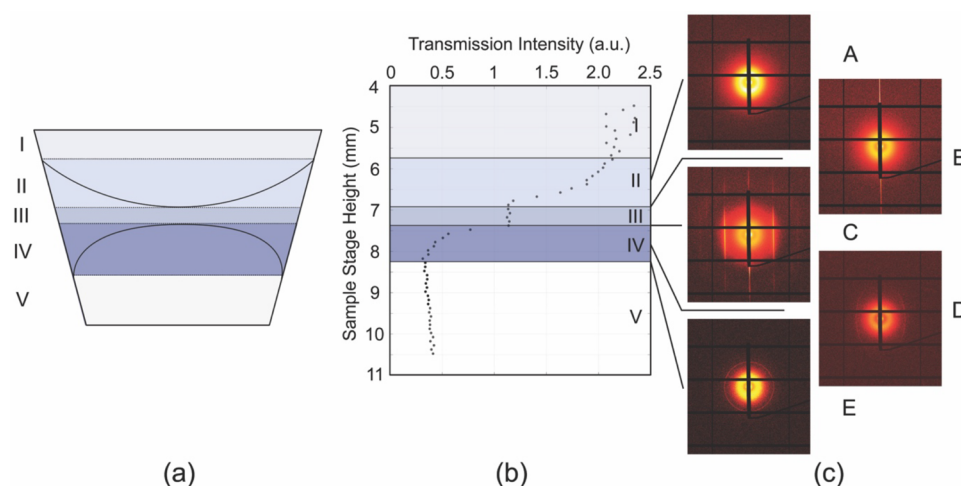 Transmission Intensity (a.u.)
0 0.5 1 1.5 2.0 2.5
Sample Stage Height (mm)
4
5
6
7
8
9
10
11
I
II
III
IV
V
I
II
III
IV
V
A
B
C
D
E
(a) (b) (c)